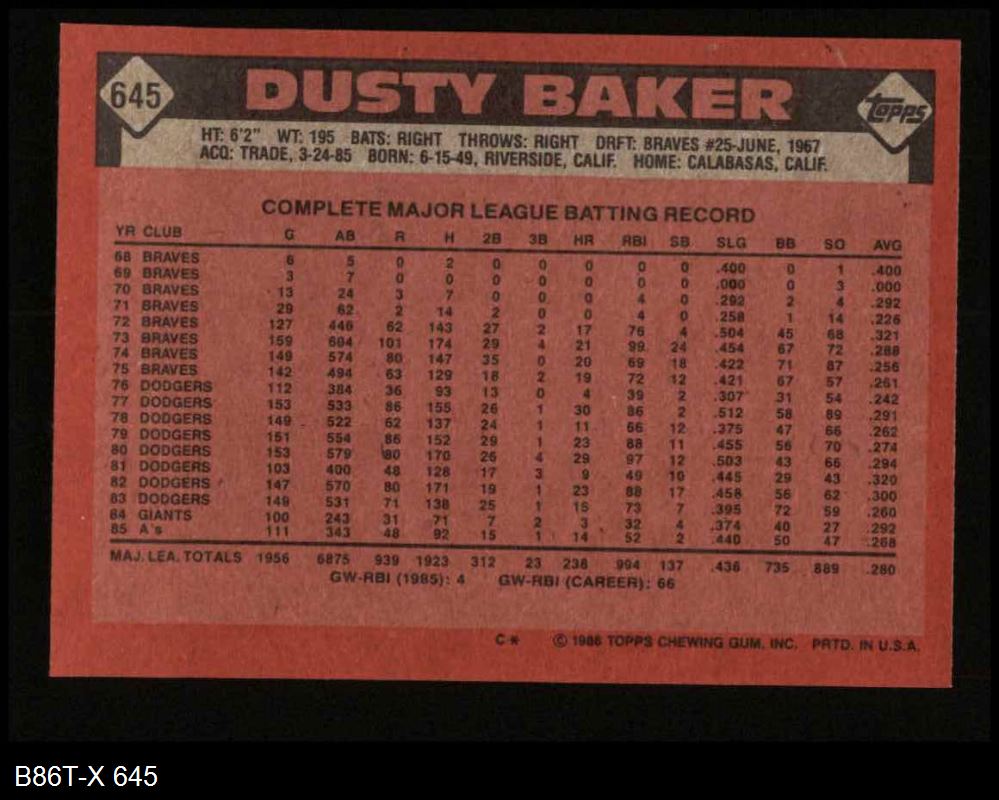 645
DUSTY BAKER
topps
HT: 6'2" WT: 195 BATS: RIGHT THROWS: RIGHT DRFT: BRAVES #25-JUNE, 1967
ACQ: TRADE, 3-24-85 BORN: 6-15-49, RIVERSIDE, CALIF. HOME: CALABASAS, CALIF.
COMPLETE MAJOR LEAGUE BATTING RECORD
YR CLUB G AB R H 2B 3B HR RBI SB SLG BB SO AVG
68 BRAVES 6 5 0 2 0 0 0 0 0 .400 0 1 .400
69 BRAVES 3 7 0 0 0 0 0 0 0 .000 0 3 .000
70 BRAVES 13 24 3 7 0 0 0 4 0 .292 2 4 .292
71 BRAVES 29 62 2 14 2 0 0 4 0 .258 1 14 .226
72 BRAVES 127 446 62 143 27 2 17 76 4 .504 45 68 .321
73 BRAVES 159 604 101 174 29 4 21 99 24 .454 67 72 .288
74 BRAVES 149 574 80 147 35 0 20 69 18 .422 71 87 .256
75 BRAVES 142 494 63 129 18 2 19 72 12 .421 67 57 .261
76 DODGERS 112 384 36 93 13 0 4 39 2 .307 31 54 .242
77 DODGERS 153 533 86 155 26 1 30 86 2 .512 58 89 .291
78 DODGERS 149 522 62 137 24 1 11 66 12 .375 47 66 .262
79 DODGERS 151 554 86 152 29 1 23 88 11 .455 56 70 .274
80 DODGERS 153 579 80 170 26 4 29 97 12 .503 43 66 .294
81 DODGERS 103 400 48 128 17 3 9 49 10 .445 29 43 .320
82 DODGERS 147 570 80 171 19 1 23 88 17 .458 56 62 .300
83 DODGERS 149 531 71 138 25 1 15 73 7 .395 72 59 .260
84 GIANTS 100 243 31 71 7 2 3 32 4 .374 40 27 .292
85 A's 111 343 48 92 15 1 14 52 2 .440 50 47 .268
MAJ. LEA. TOTALS 1956 6875 939 1923 312 23 238 994 137 .436 735 889 .280
GW-RBI (1985): 4 GW-RBI (CAREER): 66
C* © 1986 TOPPS CHEWING GUM, INC. PRTD. IN U.S.A.
B86T-X 645